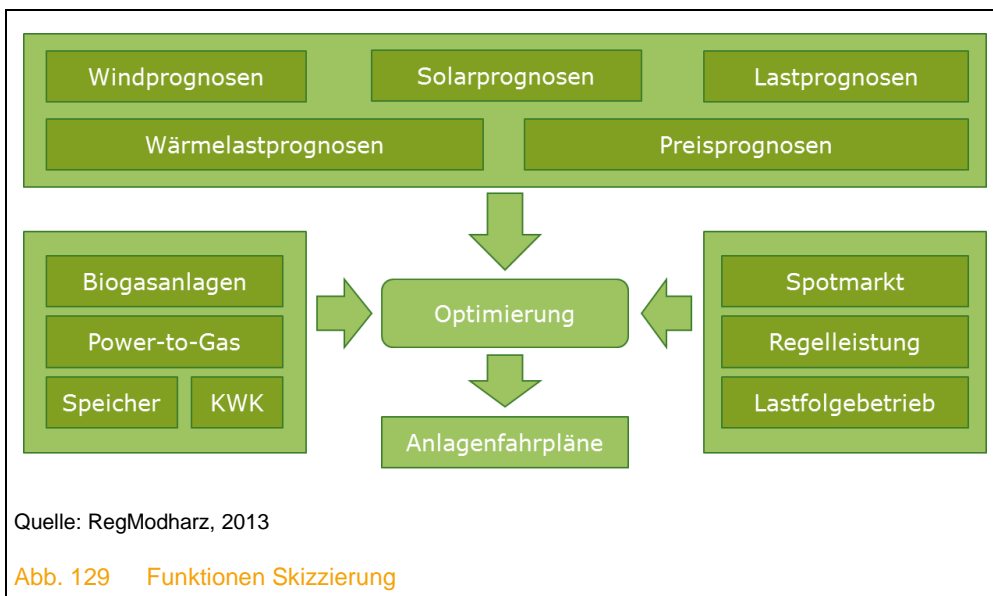 Windprognosen
Solarprognosen
Lastprognosen
Wärmelastprognosen
Preisprognosen
Biogasanlagen
Power-to-Gas
Speicher
KWK
Optimierung
Anlagenfahrpläne
Spotmarkt
Regelleistung
Lastfolgebetrieb
Quelle: RegModharz, 2013
Abb. 129 Funktionen Skizzierung